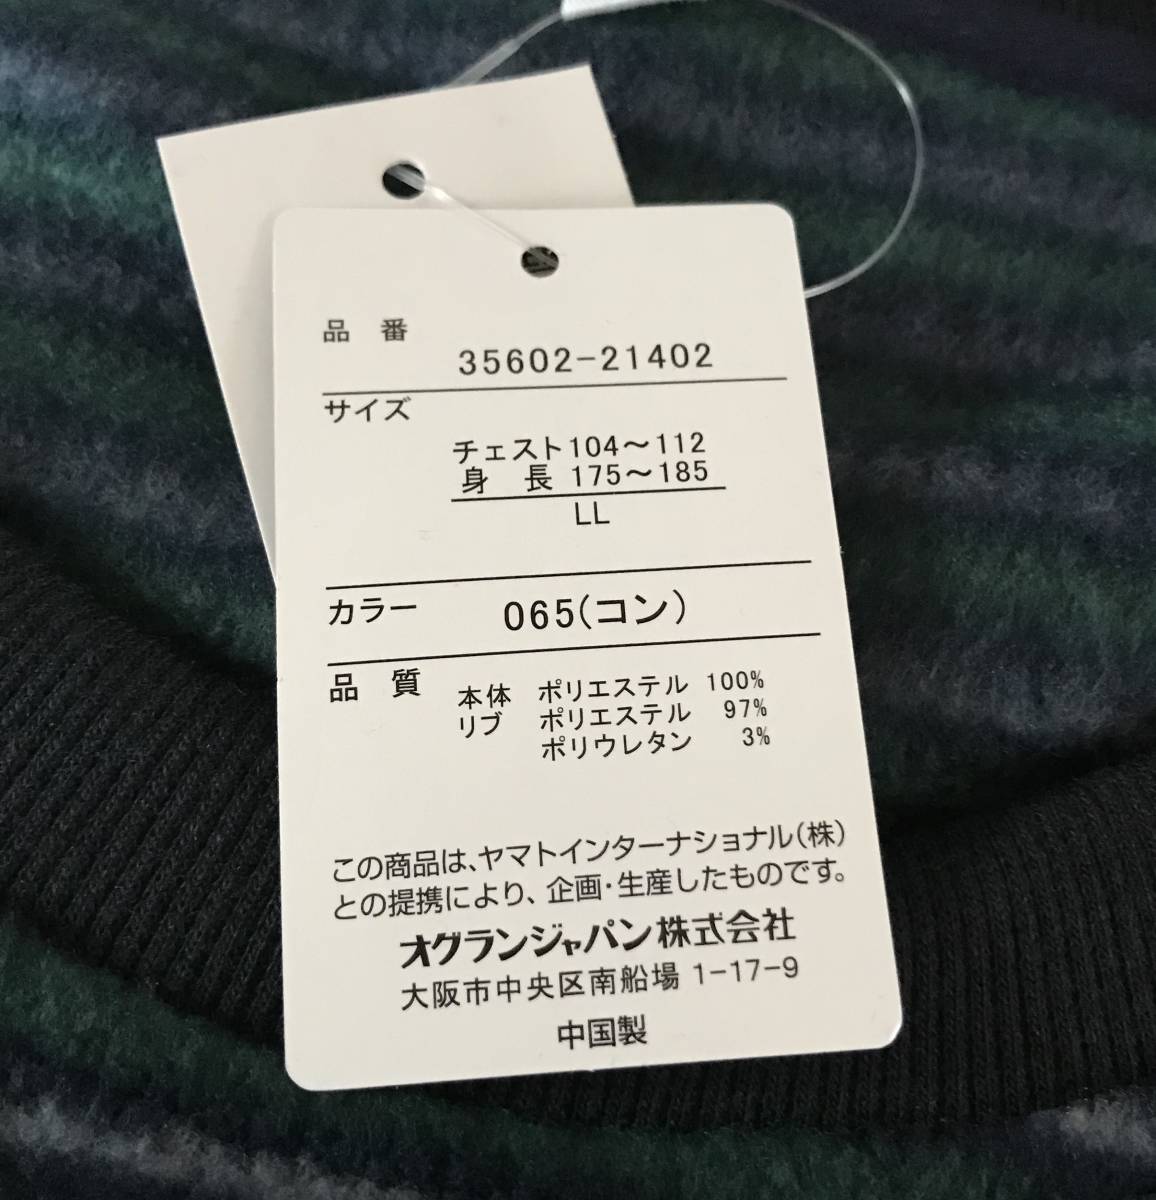 品　番
35602-21402
サイズ
チェスト104～112
身　長 175～185
LL
カラー　065(コン)
品　質　本体　ポリエステル 100%
リブ　ポリエステル 97%
ポリウレタン 3%
この商品は、ヤマトインターナショナル(株)
との提携により、企画・生産したものです。
オグランジャパン株式会社
大阪市中央区南船場 1-17-9
中国製